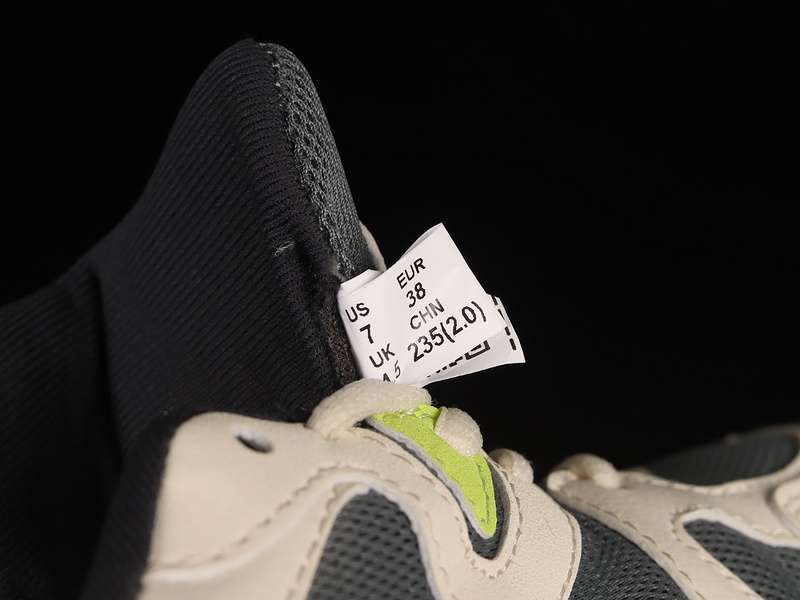 US
7
UK
4.5
EUR
38
CHN
235(2.0)